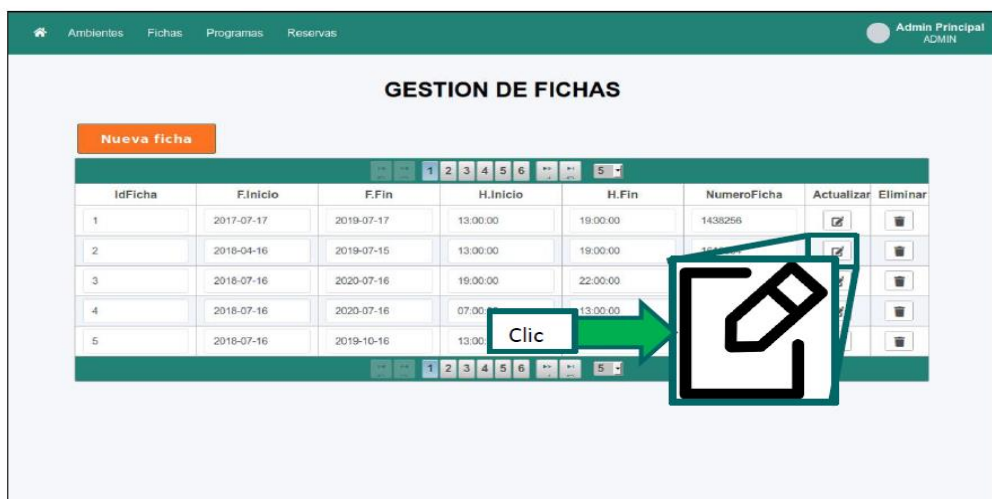 Ambientes Fichas Programas Reservas Admin Principal
ADMIN
GESTION DE FICHAS
Nueva ficha
1 2 3 4 5 6 5
IdFicha F.Inicio F.Fin H.Inicio H.Fin NumeroFicha Actualizar Eliminar
1 2017-07-17 2019-07-17 13:00:00 19:00:00 1438256
2 2018-04-16 2019-07-15 13:00:00 19:00:00
3 2018-07-16 2020-07-16 19:00:00 22:00:00
4 2018-07-16 2020-07-16 07:00: 13:00:00
5 2018-07-16 2019-10-16 13:00:
Clic
1 2 3 4 5 6 5